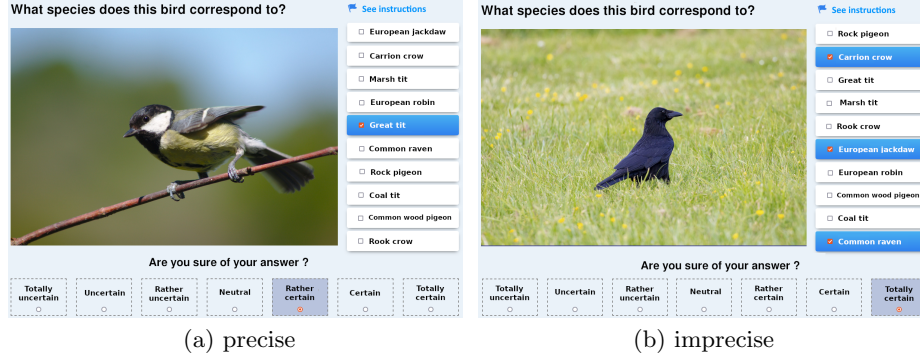 What species does this bird correspond to?
See instructions
European jackdaw
Carrion crow
Marsh tit
European robin
Great tit
Common raven
Rock pigeon
Coal tit
Common wood pigeon
Rook crow
Are you sure of your answer ?
Totally uncertain
Uncertain
Rather uncertain
Neutral
Rather certain
Certain
Totally certain
(a) precise
What species does this bird correspond to?
See instructions
Rock pigeon
Carrion crow
Great tit
Marsh tit
Rook crow
European jackdaw
European robin
Common wood pigeon
Coal tit
Common raven
Are you sure of your answer ?
Totally uncertain
Uncertain
Rather uncertain
Neutral
Rather certain
Certain
Totally certain
(b) imprecise